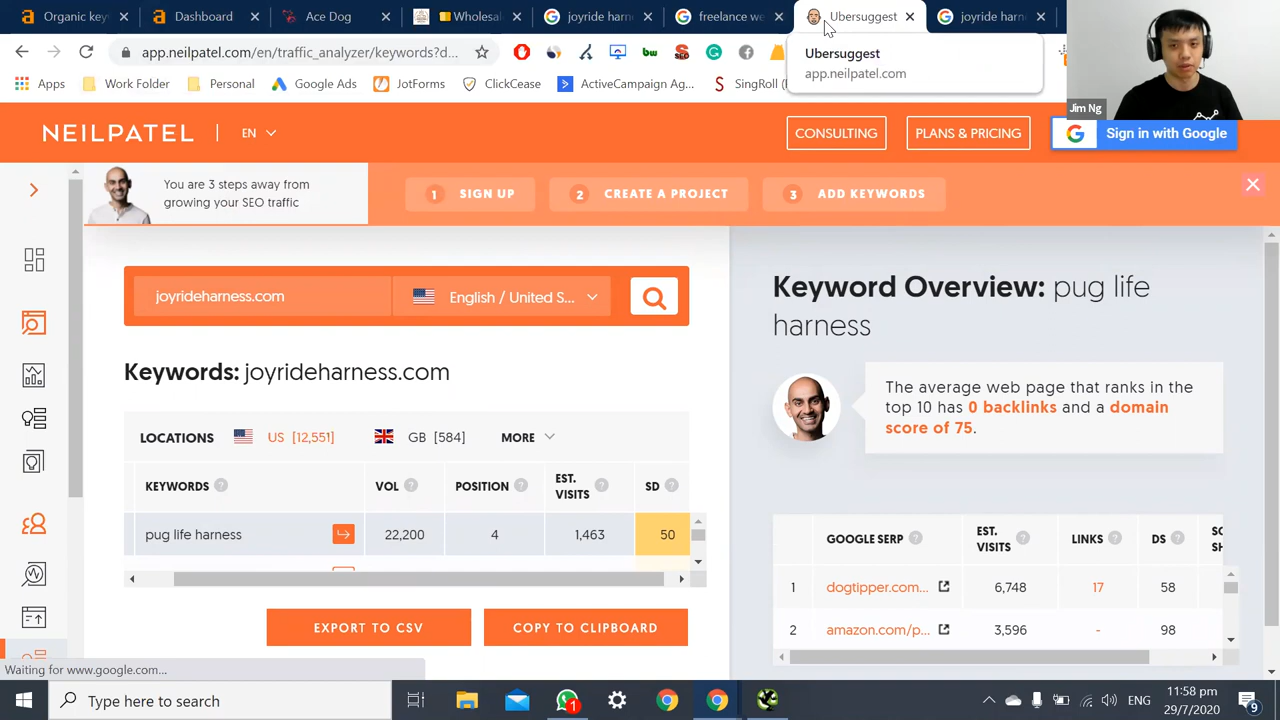 Organic key
Dashboard
Ace Dog
Wholesal
joyride harn
freelance we
Ubersuggest
joyride harn
app.neilpatel.com/en/traffic_analyzer/keywords?d...
Ubersuggest
app.neilpatel.com
Apps
Work Folder
Personal
Google Ads
JotForms
ClickCease
ActiveCampaign Ag...
SingRoll (
Jim Ng
NEILPATEL
EN
CONSULTING
PLANS & PRICING
Sign in with Google
You are 3 steps away from
growing your SEO traffic
1 SIGN UP
2 CREATE A PROJECT
3 ADD KEYWORDS
joyrideharness.com
English / United S...
Keywords: joyrideharness.com
LOCATIONS US [12,551] GB [584] MORE
KEYWORDS VOL POSITION EST. VISITS SD
pug life harness 22,200 4 1,463 50
EXPORT TO CSV
COPY TO CLIPBOARD
Keyword Overview: pug life
harness
The average web page that ranks in the
top 10 has 0 backlinks and a domain
score of 75.
GOOGLE SERP EST. VISITS LINKS DS SC SH
1 dogtipper.com... 6,748 17 58
2 amazon.com/p... 3,596 - 98
Waiting for www.google.com...
Type here to search
1
ENG
11:58 pm
29/7/2020
9